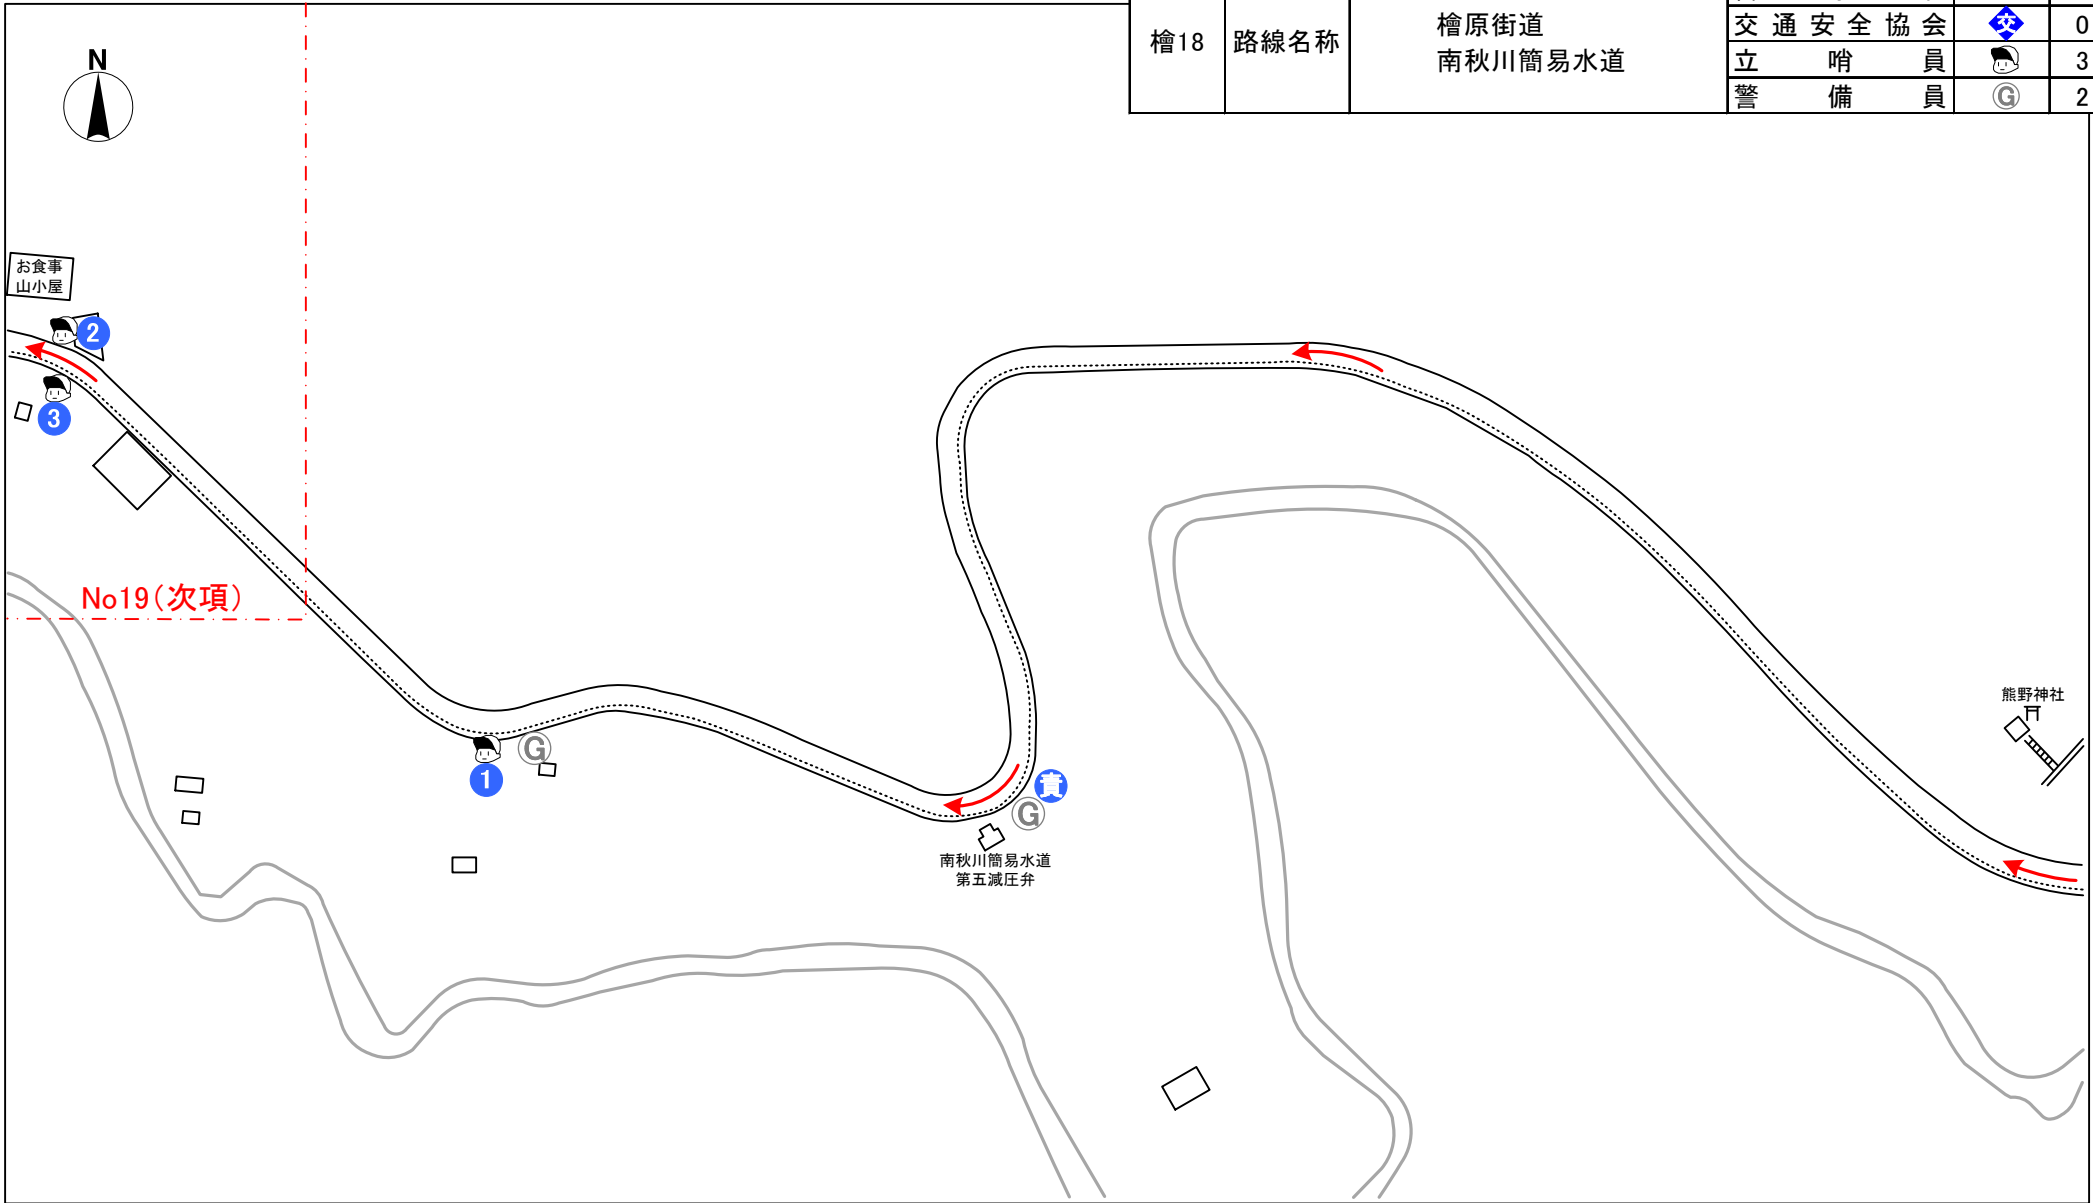 檜18
路線名称
檜原街道
南秋川簡易水道
交通安全協会 交 0
立哨員 3
警備員 G 2
N
お食事
山小屋
2
3
No19(次項)
熊野神社
G
1
責
G
南秋川簡易水道
第五減圧弁